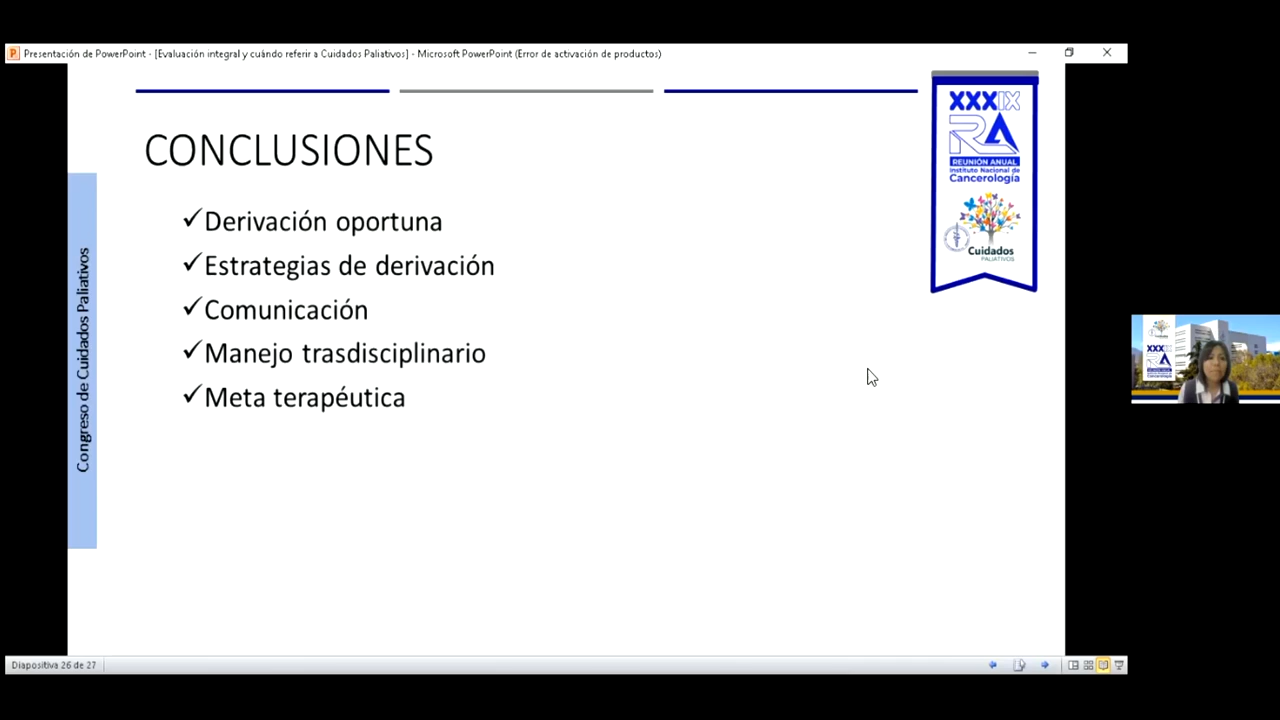 Presentación de PowerPoint - [Evaluación integral y cuándo referir a Cuidados Paliativos] - Microsoft PowerPoint (Error de activación de productos)
XXXIX
RA
REUNIÓN ANUAL
Instituto Nacional de
Cancerología
Cuidados
PALIATIVOS
CONCLUSIONES
✓Derivación oportuna
✓Estrategias de derivación
✓Comunicación
✓Manejo trasdisciplinario
✓Meta terapéutica
Congreso de Cuidados Paliativos
XXXIX
RA
Diapositiva 26 de 27